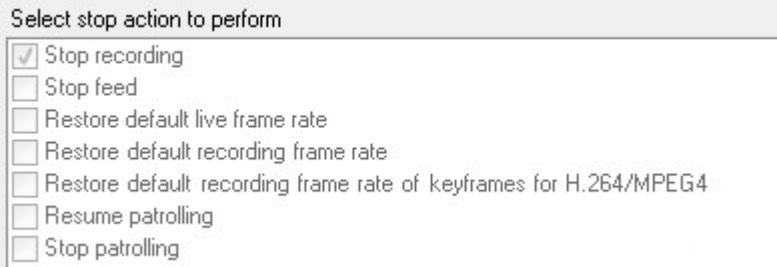 Select stop action to perform
Stop recording
Stop feed
Restore default live frame rate
Restore default recording frame rate
Restore default recording frame rate of keyframes for H.264/MPEG4
Resume patrolling
Stop patrolling